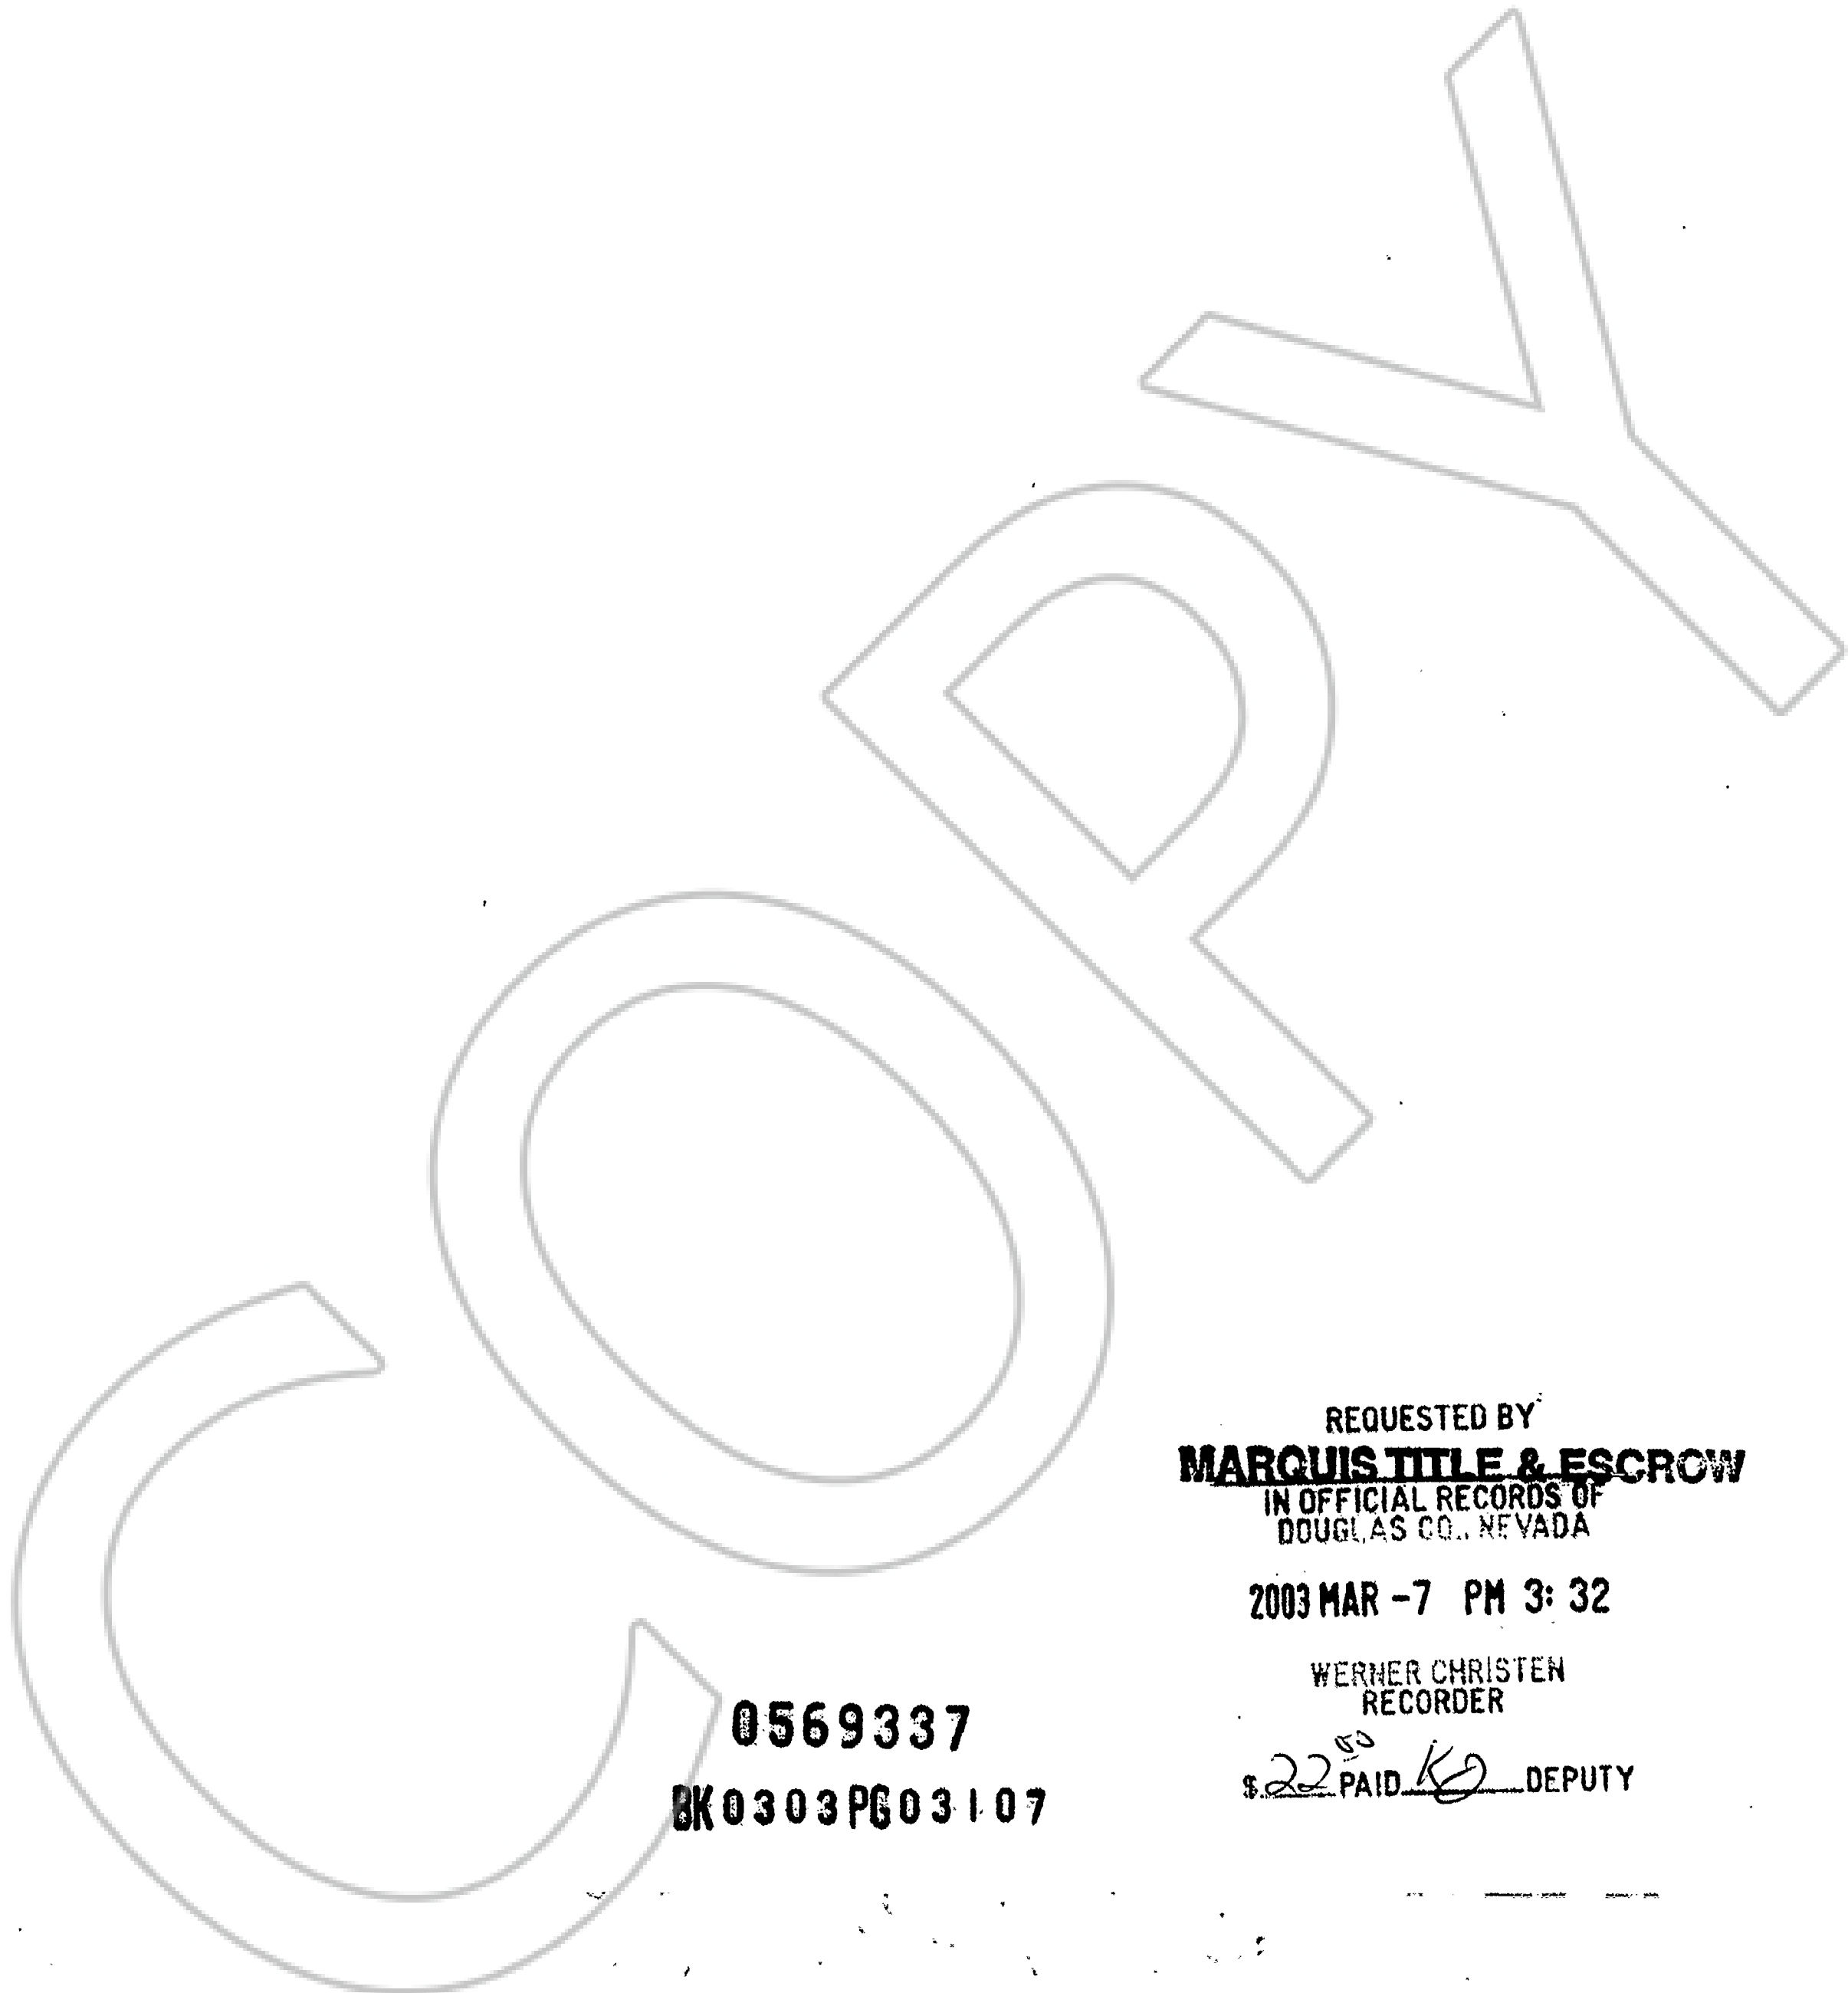 COPY
REQUESTED BY
MARQUIS TITLE & ESCROW
IN OFFICIAL RECORDS OF
DOUGLAS CO., NEVADA
2003 MAR -7 PM 3: 32
WERNER CHRISTEN
RECORDER
$ 22 00 PAID KJ DEPUTY
0569337
BK0303PG03107